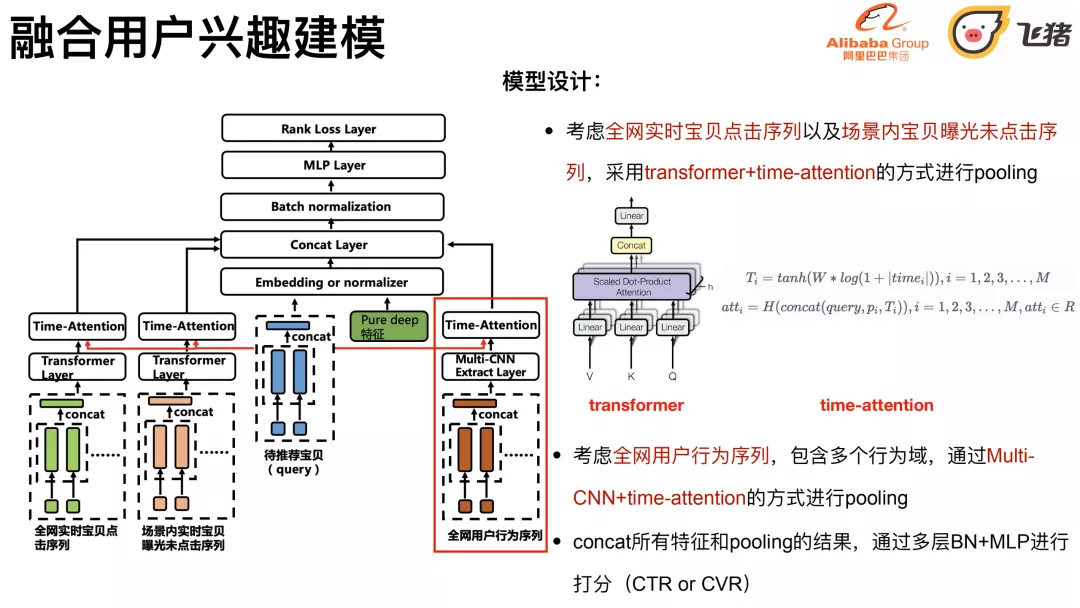 融合用户兴趣建模
Alibaba Group
阿里巴巴集团
飞猪
模型设计：
Rank Loss Layer
MLP Layer
Batch normalization
Concat Layer
Embedding or normalizer
Time-Attention
Time-Attention
Pure deep
特征
Time-Attention
Transformer
Layer
Transformer
Layer
concat
Multi-CNN
Extract Layer
concat
concat
concat
待推荐宝贝
（query）
全网实时宝贝点
击序列
场景内实时宝贝
曝光未点击序列
全网用户行为序列
• 考虑全网实时宝贝点击序列以及场景内宝贝曝光未点击序
列，采用transformer+time-attention的方式进行pooling
Linear
Concat
Scaled Dot-Product
Attention
h
Linear
Linear
Linear
V
K
Q
transformer
T_i = tanh(W * log(1 + |time_i|)), i = 1, 2, 3, . . . , M
att_i = H(concat(query, p_i, T_i)), i = 1, 2, 3, . . . , M, att_i ∈ R
time-attention
• 考虑全网用户行为序列，包含多个行为域，通过Multi-
CNN+time-attention的方式进行pooling
• concat所有特征和pooling的结果，通过多层BN+MLP进行
打分（CTR or CVR）